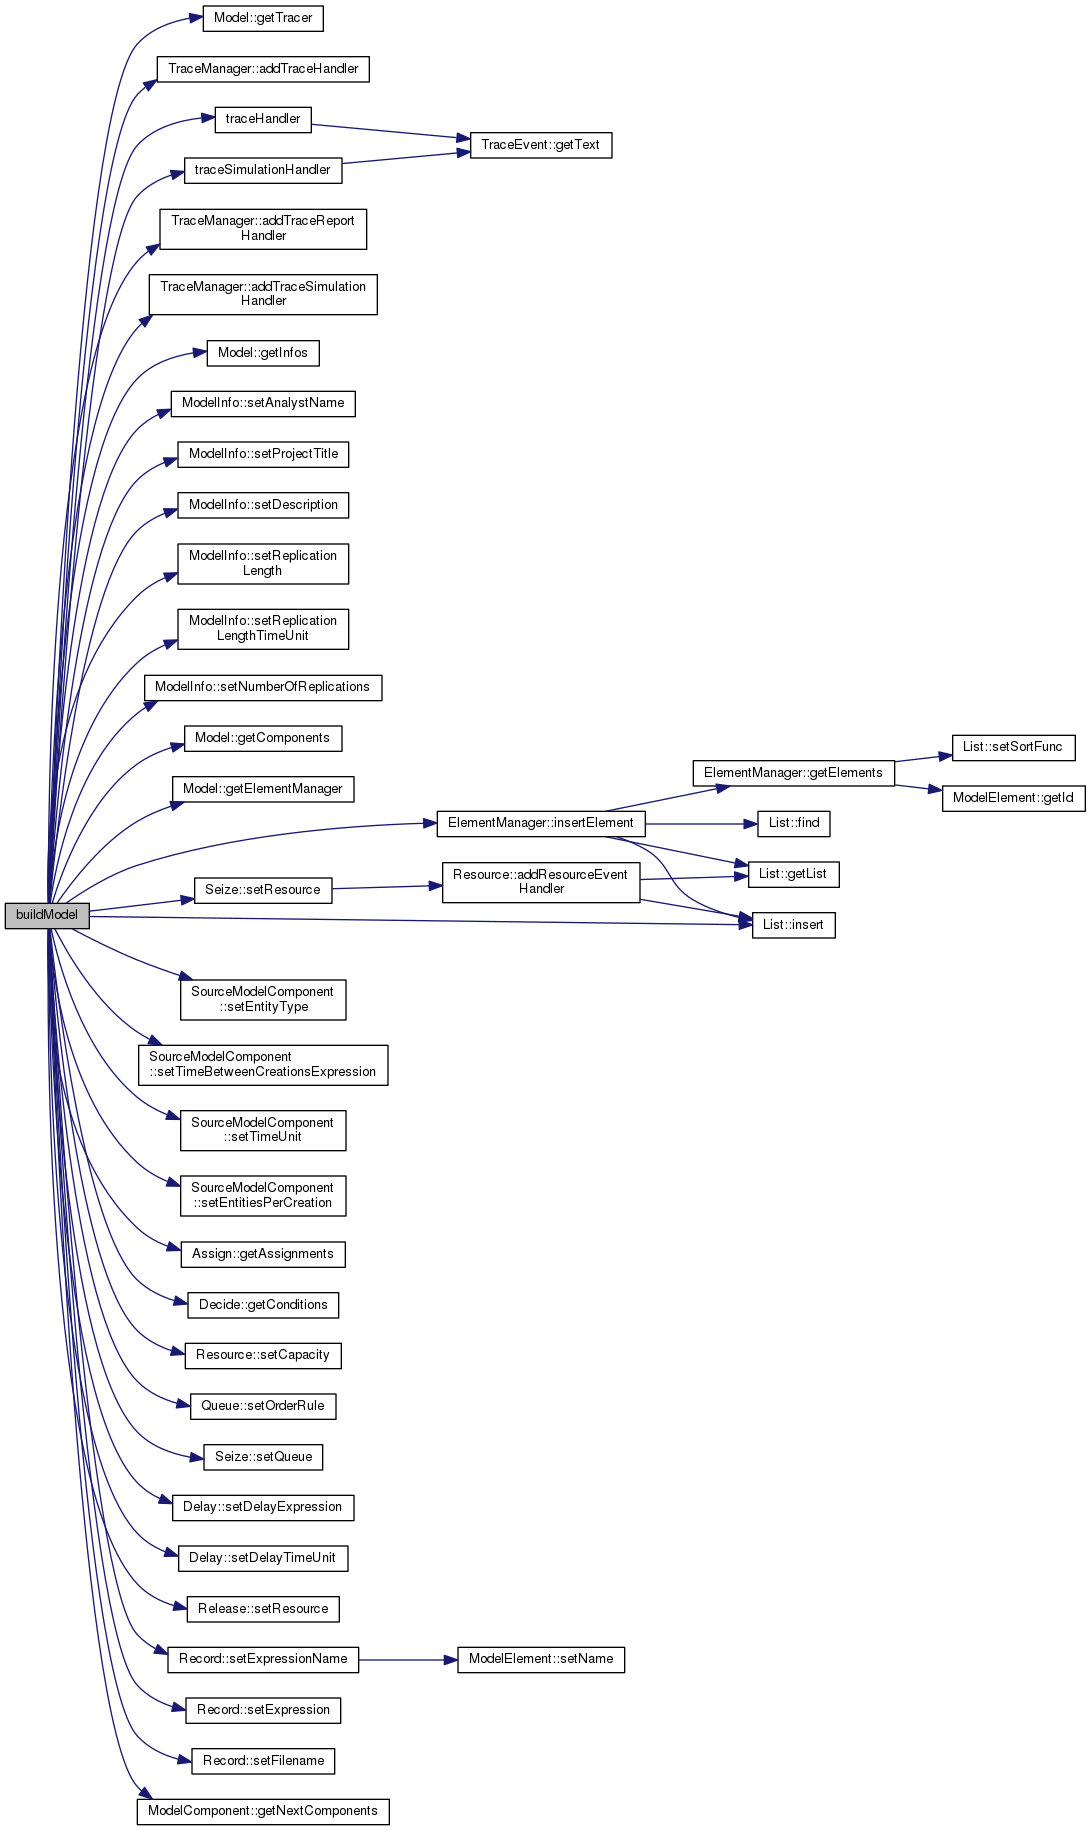 Model::getTracer
TraceManager::addTraceHandler
traceHandler
TraceEvent::getText
traceSimulationHandler
TraceManager::addTraceReport
Handler
TraceManager::addTraceSimulation
Handler
Model::getInfos
ModelInfo::setAnalystName
ModelInfo::setProjectTitle
ModelInfo::setDescription
ModelInfo::setReplication
Length
ModelInfo::setReplication
LengthTimeUnit
ModelInfo::setNumberOfReplications
Model::getComponents
Model::getElementManager
List::setSortFunc
ElementManager::getElements
ModelElement::getId
ElementManager::insertElement
List::find
Seize::setResource
Resource::addResourceEvent
Handler
List::getList
buildModel
List::insert
SourceModelComponent
::setEntityType
SourceModelComponent
::setTimeBetweenCreationsExpression
SourceModelComponent
::setTimeUnit
SourceModelComponent
::setEntitiesPerCreation
Assign::getAssignments
Decide::getConditions
Resource::setCapacity
Queue::setOrderRule
Seize::setQueue
Delay::setDelayExpression
Delay::setDelayTimeUnit
Release::setResource
Record::setExpressionName
ModelElement::setName
Record::setExpression
Record::setFilename
ModelComponent::getNextComponents